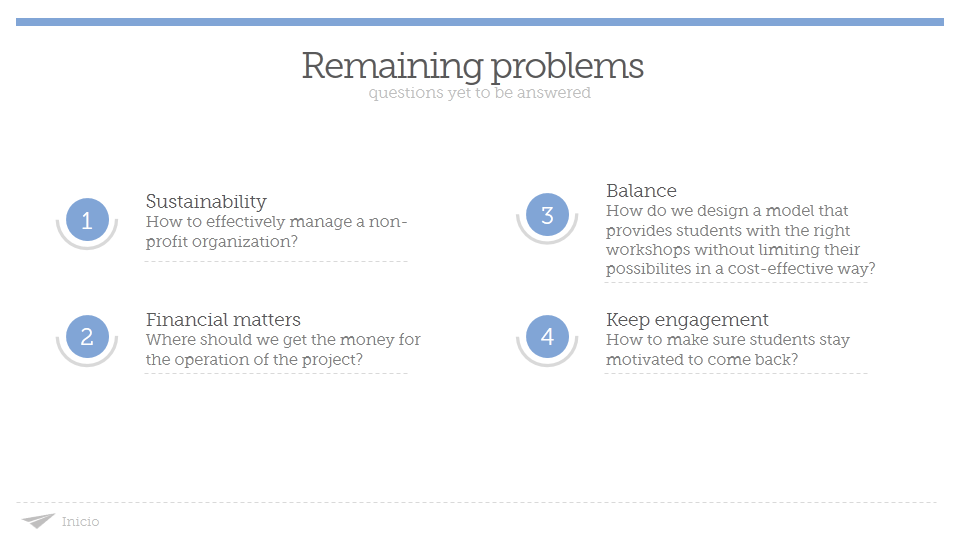 Remaining problems
questions yet to be answered
1
Sustainability
How to effectively manage a non-
profit organization?
2
Financial matters
Where should we get the money for
the operation of the project?
3
Balance
How do we design a model that
provides students with the right
workshops without limiting their
possibilites in a cost-effective way?
4
Keep engagement
How to make sure students stay
motivated to come back?
Inicio